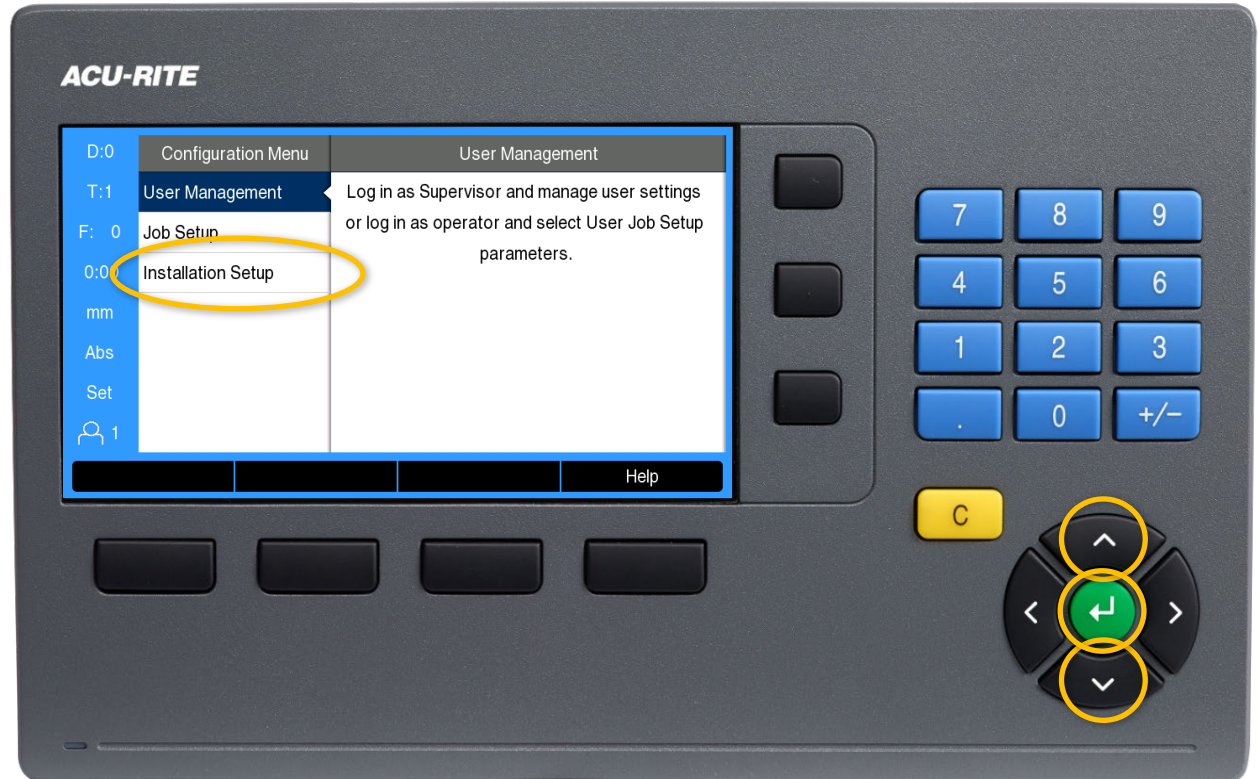 ACU-RITE
D:0
T:1
F: 0
mm
Abs
Set
1
Configuration Menu
User Management
Job Setup
Installation Setup
User Management
Log in as Supervisor and manage user settings
or log in as operator and select User Job Setup
parameters.
Help
7 8 9
4 5 6
1 2 3
. 0 +/−
C